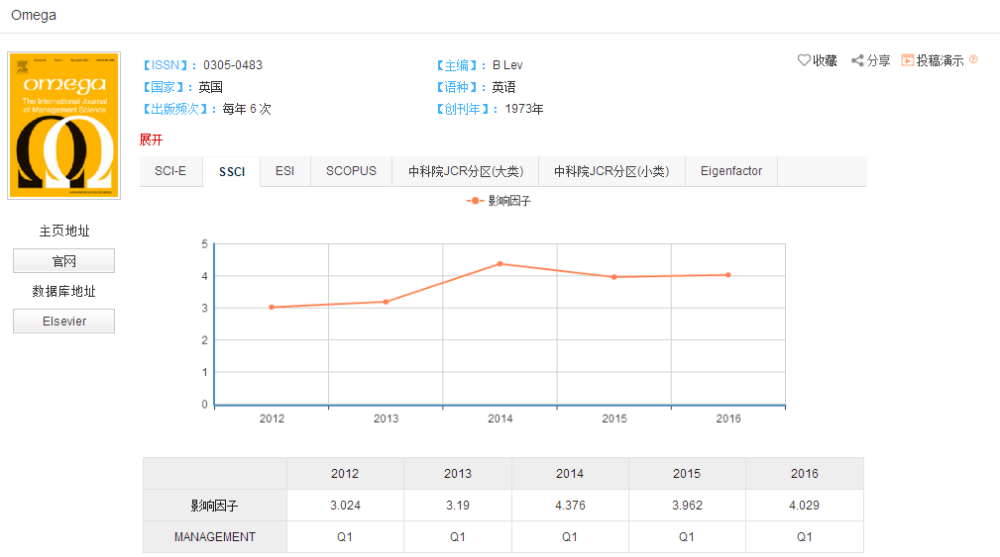 Omega
omega
The International Journal
of Management Science
【ISSN】： 0305-0483
【主编】： B Lev
【国家】： 英国
【语种】： 英语
【出版频次】： 每年 6 次
【创刊年】： 1973年
收藏 分享 投稿演示 ?
展开
主页地址
官网
数据库地址
Elsevier
SCI-E SSCI ESI SCOPUS 中科院JCR分区(大类) 中科院JCR分区(小类) Eigenfactor
影响因子
5
4
3
2
1
0
2012 2013 2014 2015 2016
2012 2013 2014 2015 2016
影响因子 3.024 3.19 4.376 3.962 4.029
MANAGEMENT Q1 Q1 Q1 Q1 Q1